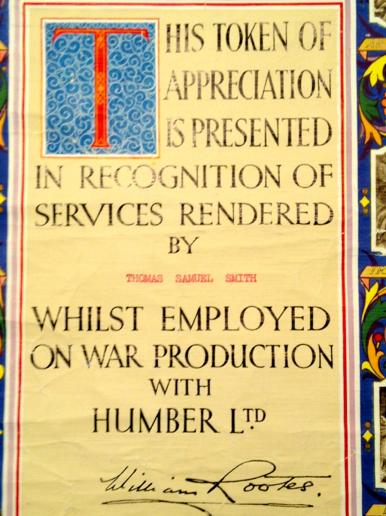 THIS TOKEN OF
APPRECIATION
IS PRESENTED
IN RECOGNITION OF
SERVICES RENDERED
BY
THOMAS SAMUEL SMITH
WHILST EMPLOYED
ON WAR PRODUCTION
WITH
HUMBER LTD
William Rootes.